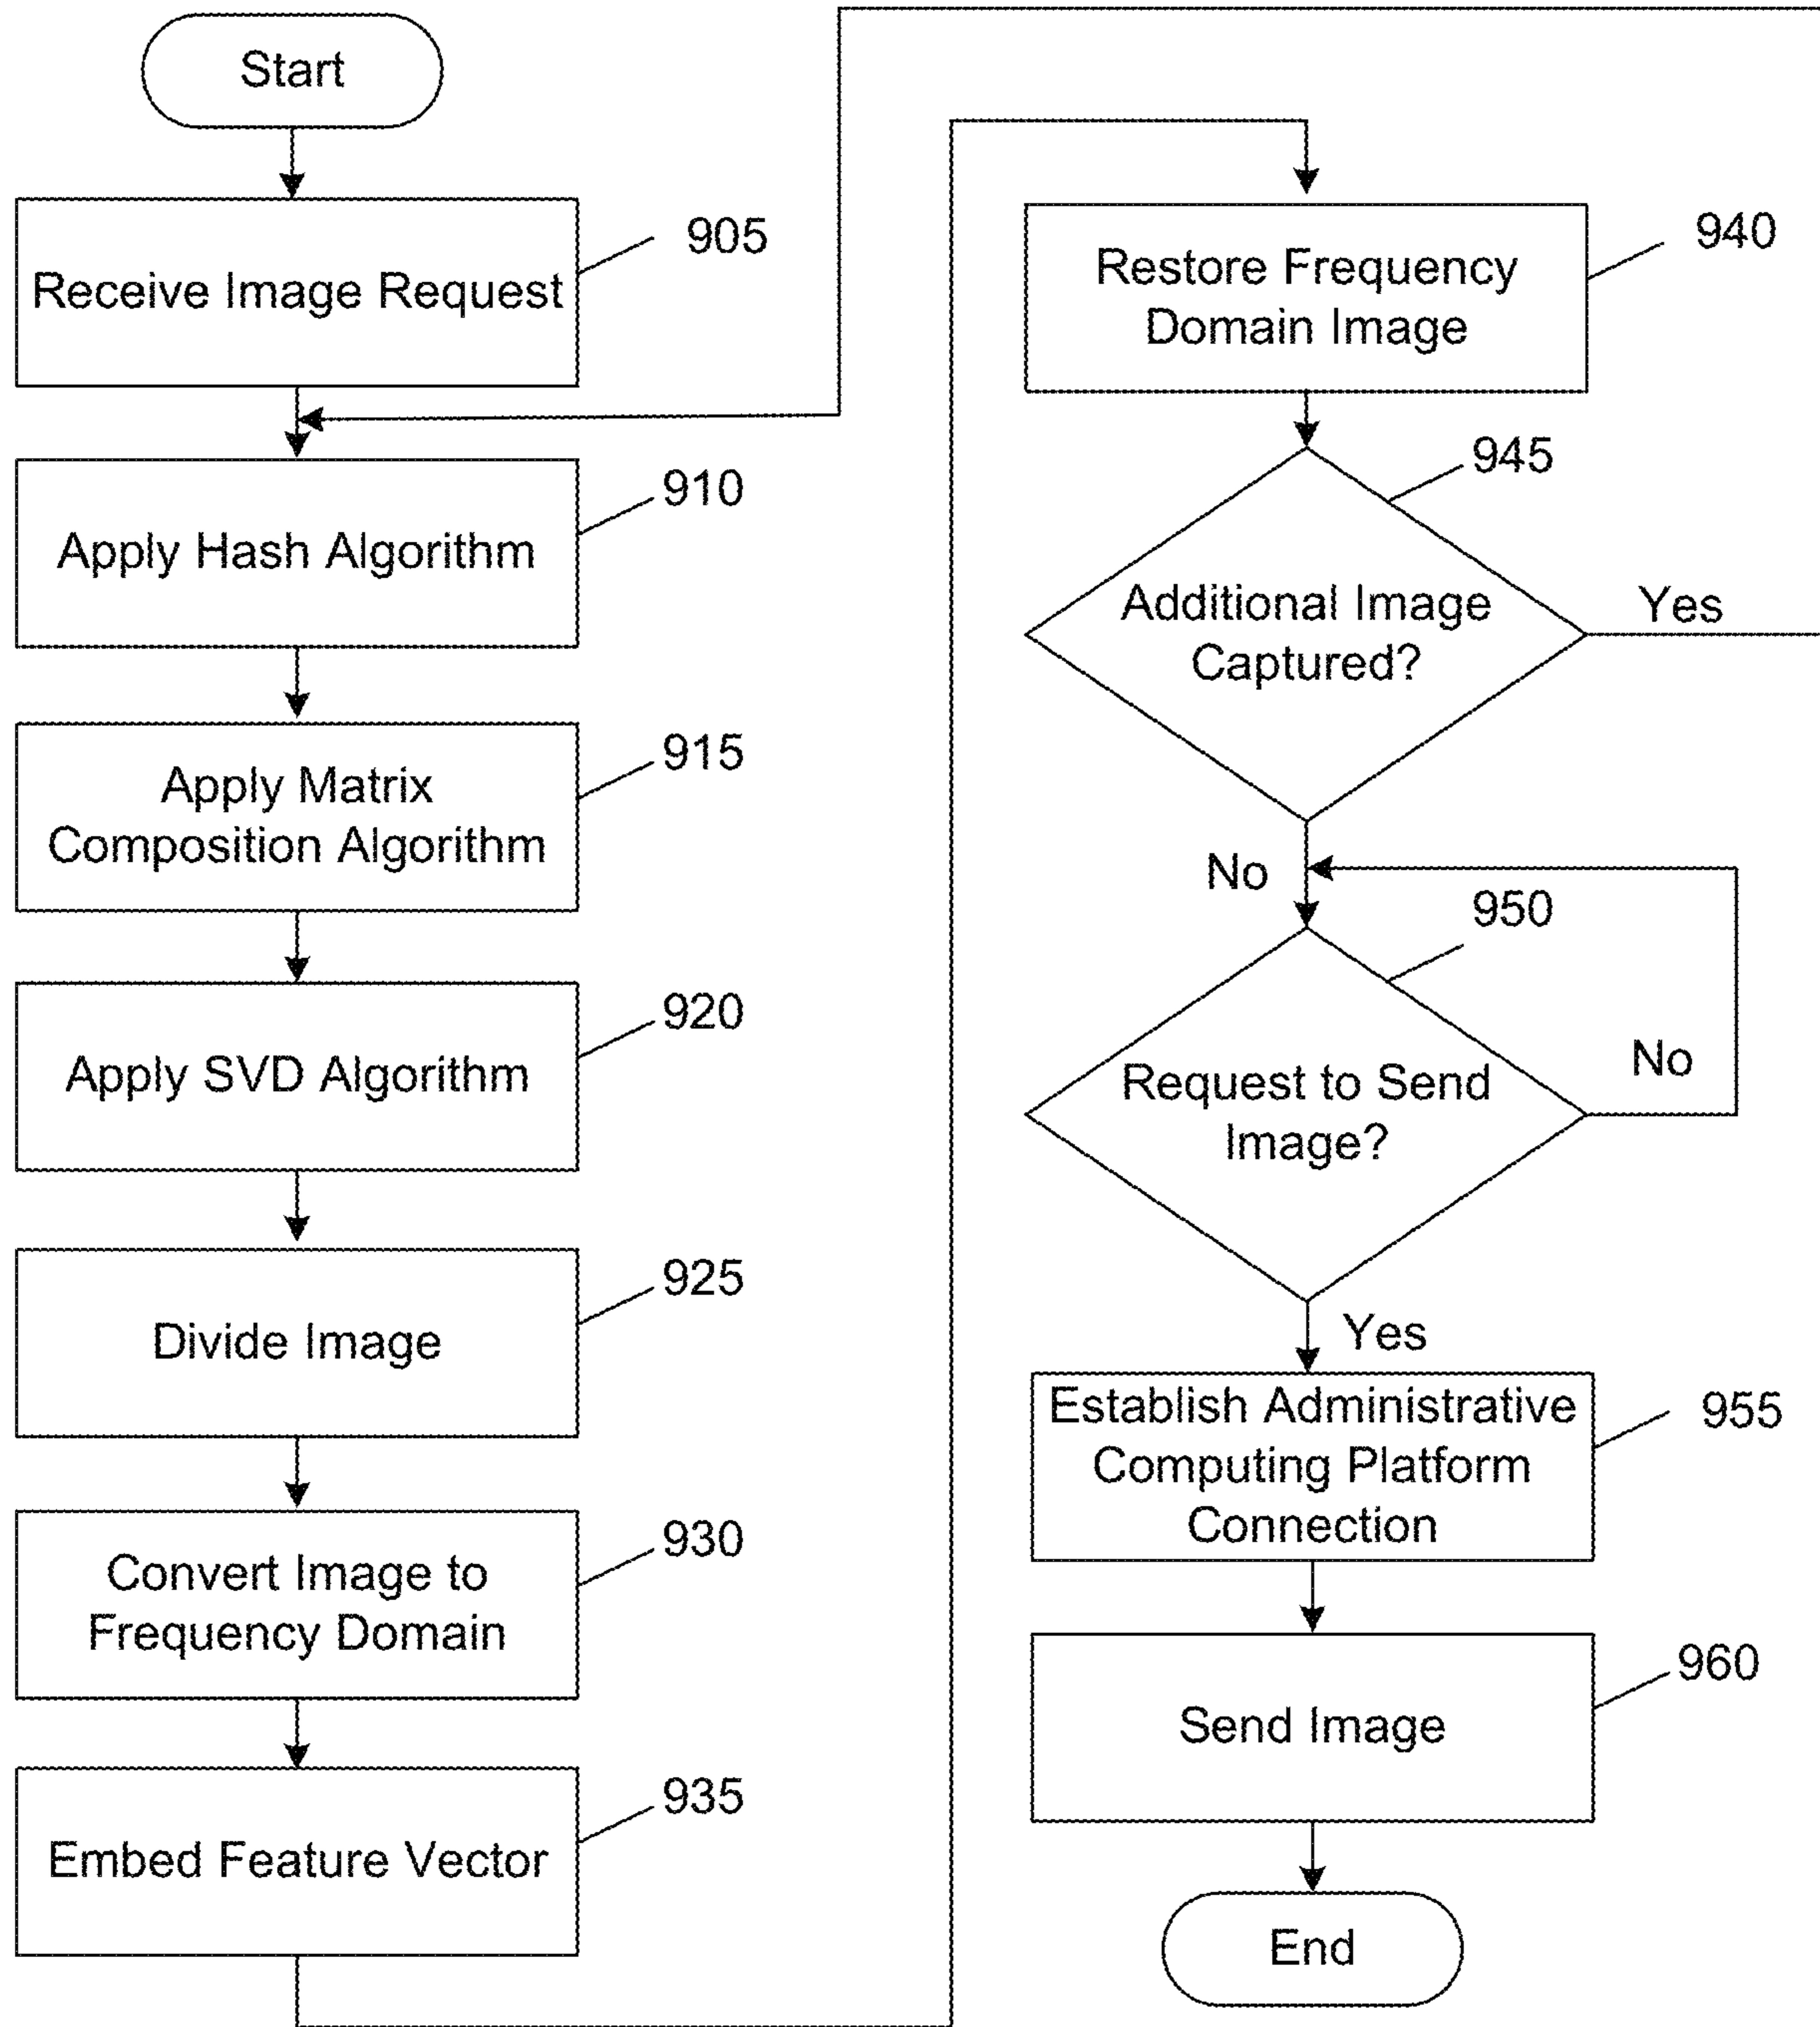 Start
Receive Image Request
905
Apply Hash Algorithm
910
Apply Matrix
Composition Algorithm
915
Apply SVD Algorithm
920
Divide Image
925
Convert Image to
Frequency Domain
930
Embed Feature Vector
935
Restore Frequency
Domain Image
940
Additional Image
Captured?
945
Yes
No
Request to Send
Image?
950
No
Yes
Establish Administrative
Computing Platform
Connection
955
Send Image
960
End